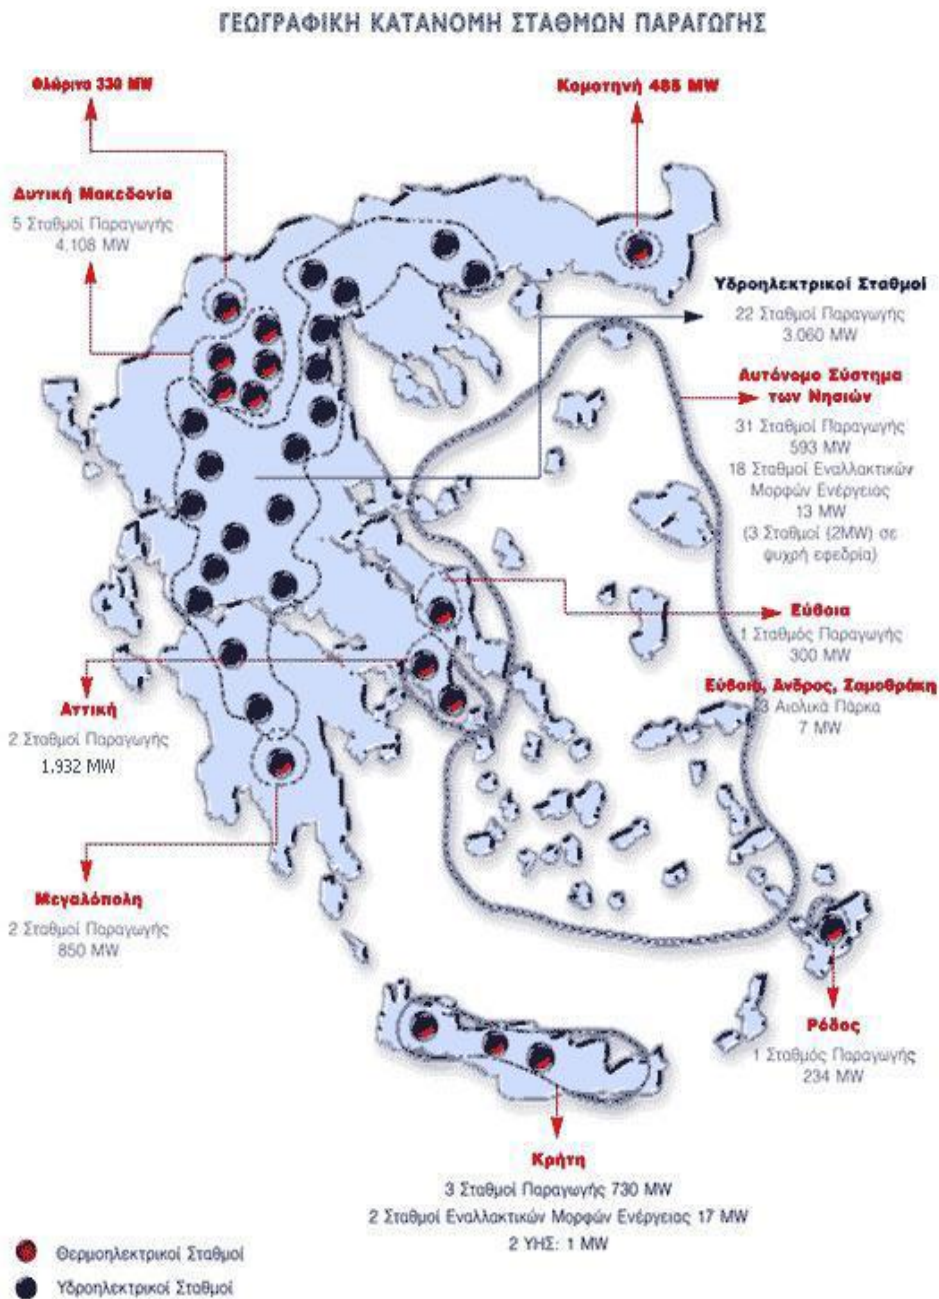 ΓΕΩΓΡΑΦΙΚΗ ΚΑΤΑΝΟΜΗ ΣΤΑΘΜΩΝ ΠΑΡΑΓΩΓΗΣ
Φλώρινα 330 MW
Κομοτηνή 485 MW
Δυτική Μακεδονία
5 Σταθμοί Παραγωγής
4.108 MW
Υδροηλεκτρικοί Σταθμοί
22 Σταθμοί Παραγωγής
3.060 MW
Αυτόνομο Σύστημα
των Νησιών
31 Σταθμοί Παραγωγής
593 MW
18 Σταθμοί Εναλλακτικών
Μορφών Ενέργειας
13 MW
(3 Σταθμοί (2MW) σε
ψυχρή εφεδρία)
Εύβοια
1 Σταθμός Παραγωγής
300 MW
Εύβοια, Άνδρος, Σαμοθράκη
3 Αιολικά Πάρκα
7 MW
Αττική
2 Σταθμοί Παραγωγής
1.932 MW
Μεγαλόπολη
2 Σταθμοί Παραγωγής
850 MW
Ρόδος
1 Σταθμός Παραγωγής
234 MW
Κρήτη
3 Σταθμοί Παραγωγής 730 MW
2 Σταθμοί Εναλλακτικών Μορφών Ενέργειας 17 MW
2 ΥΗΣ: 1 MW
Θερμοηλεκτρικοί Σταθμοί
Υδροηλεκτρικοί Σταθμοί